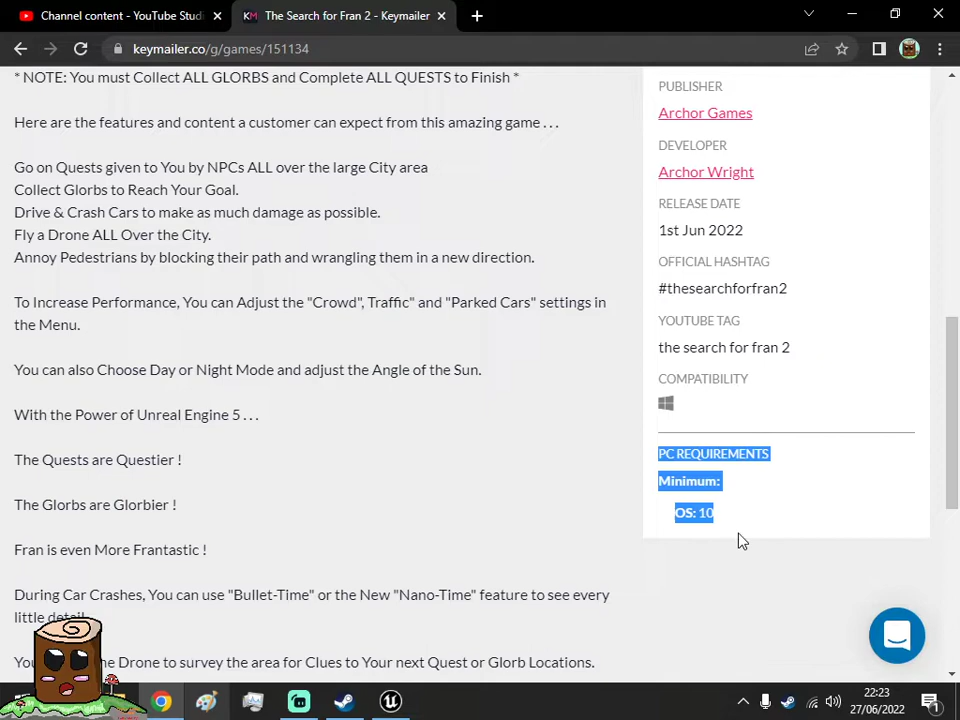 Channel content - YouTube Studi
The Search for Fran 2 - Keymailer
keymailer.co/g/games/151134
* NOTE: You must Collect ALL GLORBS and Complete ALL QUESTS to Finish *
Here are the features and content a customer can expect from this amazing game . . .
Go on Quests given to You by NPCs ALL over the large City area
Collect Glorbs to Reach Your Goal.
Drive & Crash Cars to make as much damage as possible.
Fly a Drone ALL Over the City.
Annoy Pedestrians by blocking their path and wrangling them in a new direction.
To Increase Performance, You can Adjust the "Crowd", Traffic" and "Parked Cars" settings in
the Menu.
You can also Choose Day or Night Mode and adjust the Angle of the Sun.
With the Power of Unreal Engine 5 . . .
The Quests are Questier !
The Glorbs are Glorbier !
Fran is even More Frantastic !
During Car Crashes, You can use "Bullet-Time" or the New "Nano-Time" feature to see every
little detail
You
he Drone to survey the area for Clues to Your next Quest or Glorb Locations.
PUBLISHER
Archor Games
DEVELOPER
Archor Wright
RELEASE DATE
1st Jun 2022
OFFICIAL HASHTAG
#thesearchforfran2
YOUTUBE TAG
the search for fran 2
COMPATIBILITY
PC REQUIREMENTS
Minimum:
OS: 10
22:23
27/06/2022
1